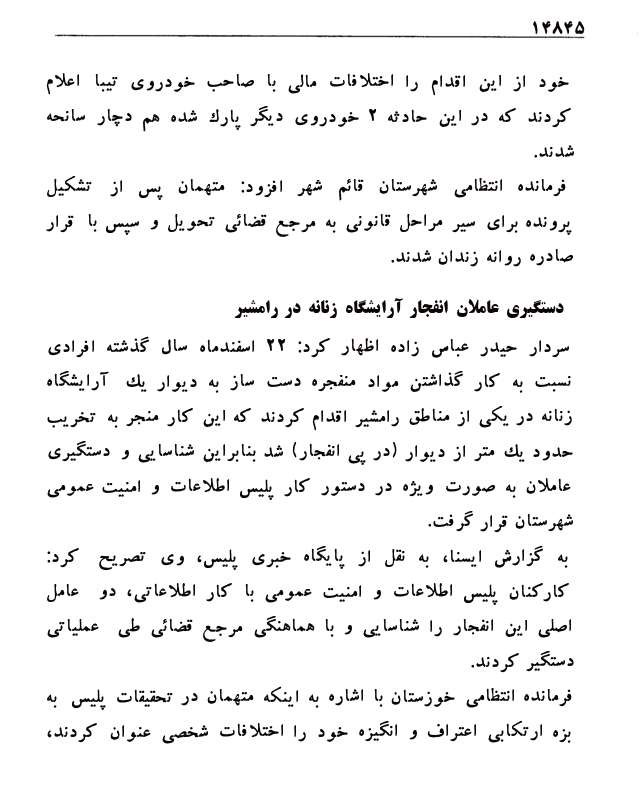 ۱۴۸۴۵
خود از این اقدام را اختلافات مالی با صاحب خودروی تیبا اعلام
کردند که در این حادثه ۲ خودروی دیگر پارك شده هم دچار سانحه
شدند.
فرمانده انتظامی شهرستان قائم شهر افزود: متهمان پس از تشکیل
پرونده برای سیر مراحل قانونی به مرجع قضائی تحویل و سپس با قرار
صادره روانه زندان شدند.
دستگیری عاملان انفجار آرایشگاه زنانه در رامشیر
سردار حیدر عباس زاده اظهار کرد: ۲۲ اسفندماه سال گذشته افرادی
نسبت به کار گذاشتن مواد منفجره دست ساز به دیوار یك آرایشگاه
زنانه در یکی از مناطق رامشیر اقدام کردند که این کار منجر به تخریب
حدود یك متر از دیوار (در پی انفجار) شد بنابراین شناسایی و دستگیری
عاملان به صورت ویژه در دستور کار پلیس اطلاعات و امنیت عمومی
شهرستان قرار گرفت.
به گزارش ایسنا، به نقل از پایگاه خبری پلیس، وی تصریح کرد:
کارکنان پلیس اطلاعات و امنیت عمومی با کار اطلاعاتی، دو عامل
اصلی این انفجار را شناسایی و با هماهنگی مرجع قضائی طی عملیاتی
دستگیر کردند.
فرمانده انتظامی خوزستان با اشاره به اینکه متهمان در تحقیقات پلیس به
بزه ارتکابی اعتراف و انگیزه خود را اختلافات شخصی عنوان کردند،